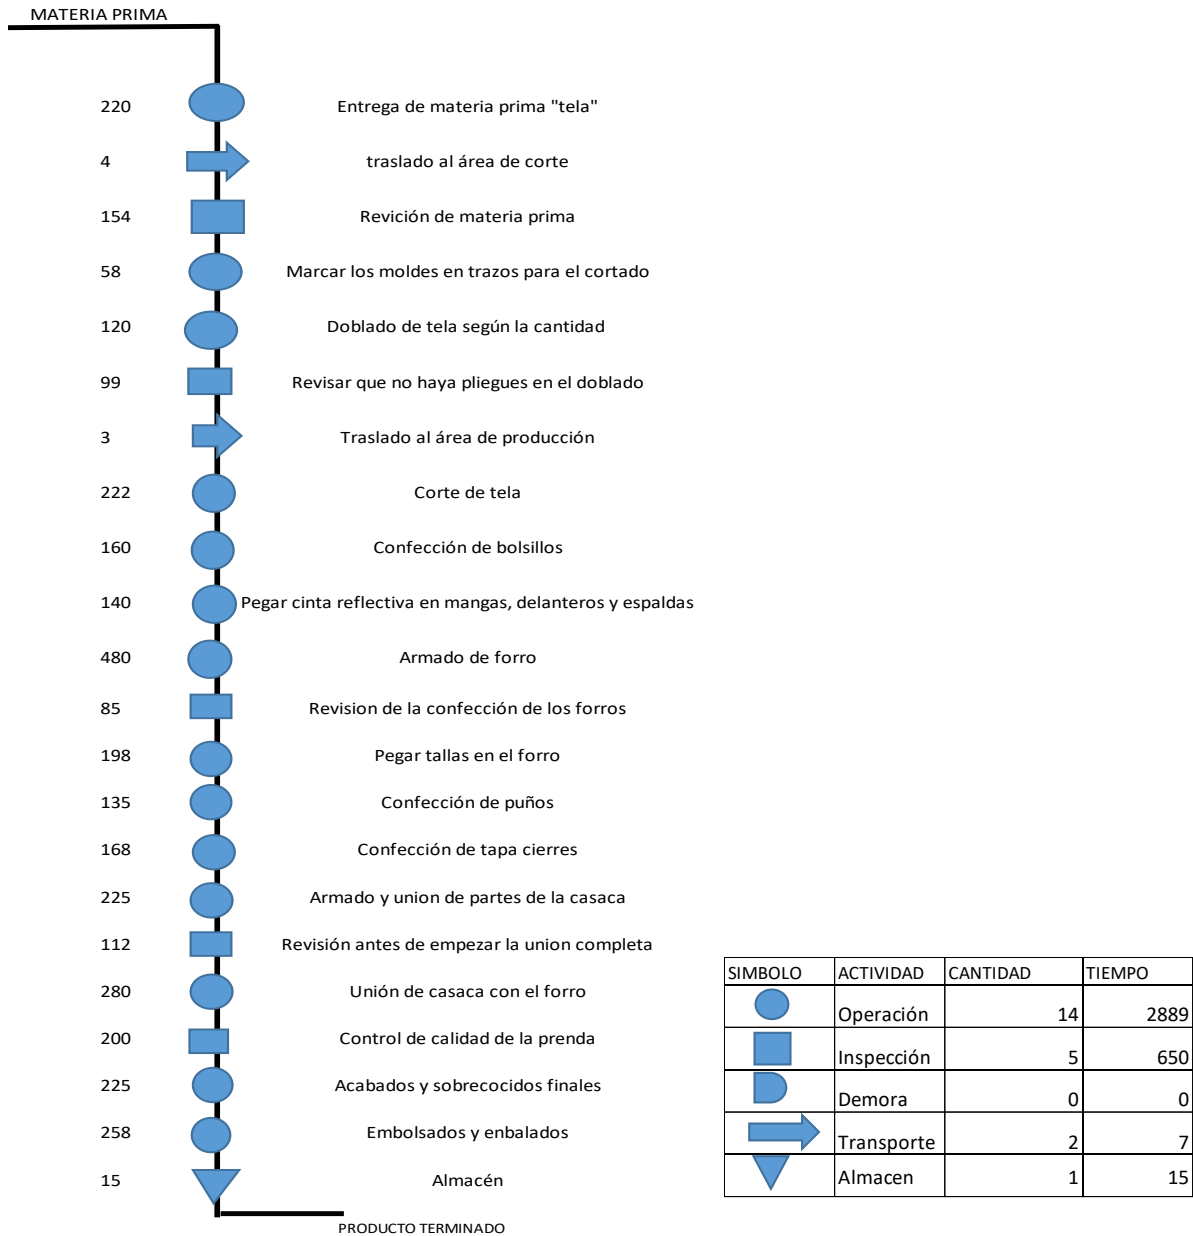 MATERIA PRIMA
220 Entrega de materia prima "tela"
4 traslado al área de corte
154 Revición de materia prima
58 Marcar los moldes en trazos para el cortado
120 Doblado de tela según la cantidad
99 Revisar que no haya pliegues en el doblado
3 Traslado al área de producción
222 Corte de tela
160 Confección de bolsillos
140 Pegar cinta reflectiva en mangas, delanteros y espaldas
480 Armado de forro
85 Revision de la confección de los forros
198 Pegar tallas en el forro
135 Confección de puños
168 Confección de tapa cierres
225 Armado y union de partes de la casaca
112 Revisión antes de empezar la union completa
280 Unión de casaca con el forro
200 Control de calidad de la prenda
225 Acabados y sobrecocidos finales
258 Embolsados y enbalados
15 Almacén
PRODUCTO TERMINADO
SIMBOLO ACTIVIDAD CANTIDAD TIEMPO
Operación 14 2889
Inspección 5 650
Demora 0 0
Transporte 2 7
Almacen 1 15